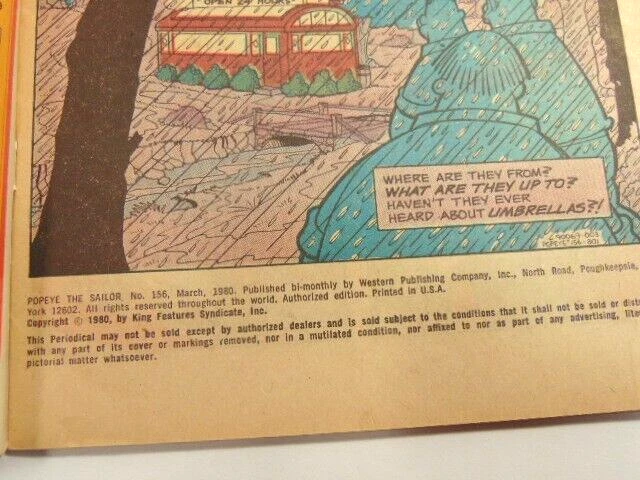 OPEN 24 HOURS
WHERE ARE THEY FROM?
WHAT ARE THEY UP TO?
HAVEN'T THEY EVER
HEARD ABOUT UMBRELLAS?!
90063-003
POPEYE 156-801
POPEYE THE SAILOR, No. 156, March, 1980. Published bi-monthly by Western Publishing Company, Inc., North Road, Poughkeepsie,
York 12602. All rights reserved throughout the world. Authorized edition. Printed in U.S.A.
Copyright © 1980, by King Features Syndicate, Inc.
This Periodical may not be sold except by authorized dealers and is sold subject to the conditions that it shall not be sold or
with any part of its cover or markings removed, nor in a mutilated condition, nor affixed to nor as part of any advertising,
pictorial matter whatsoever.